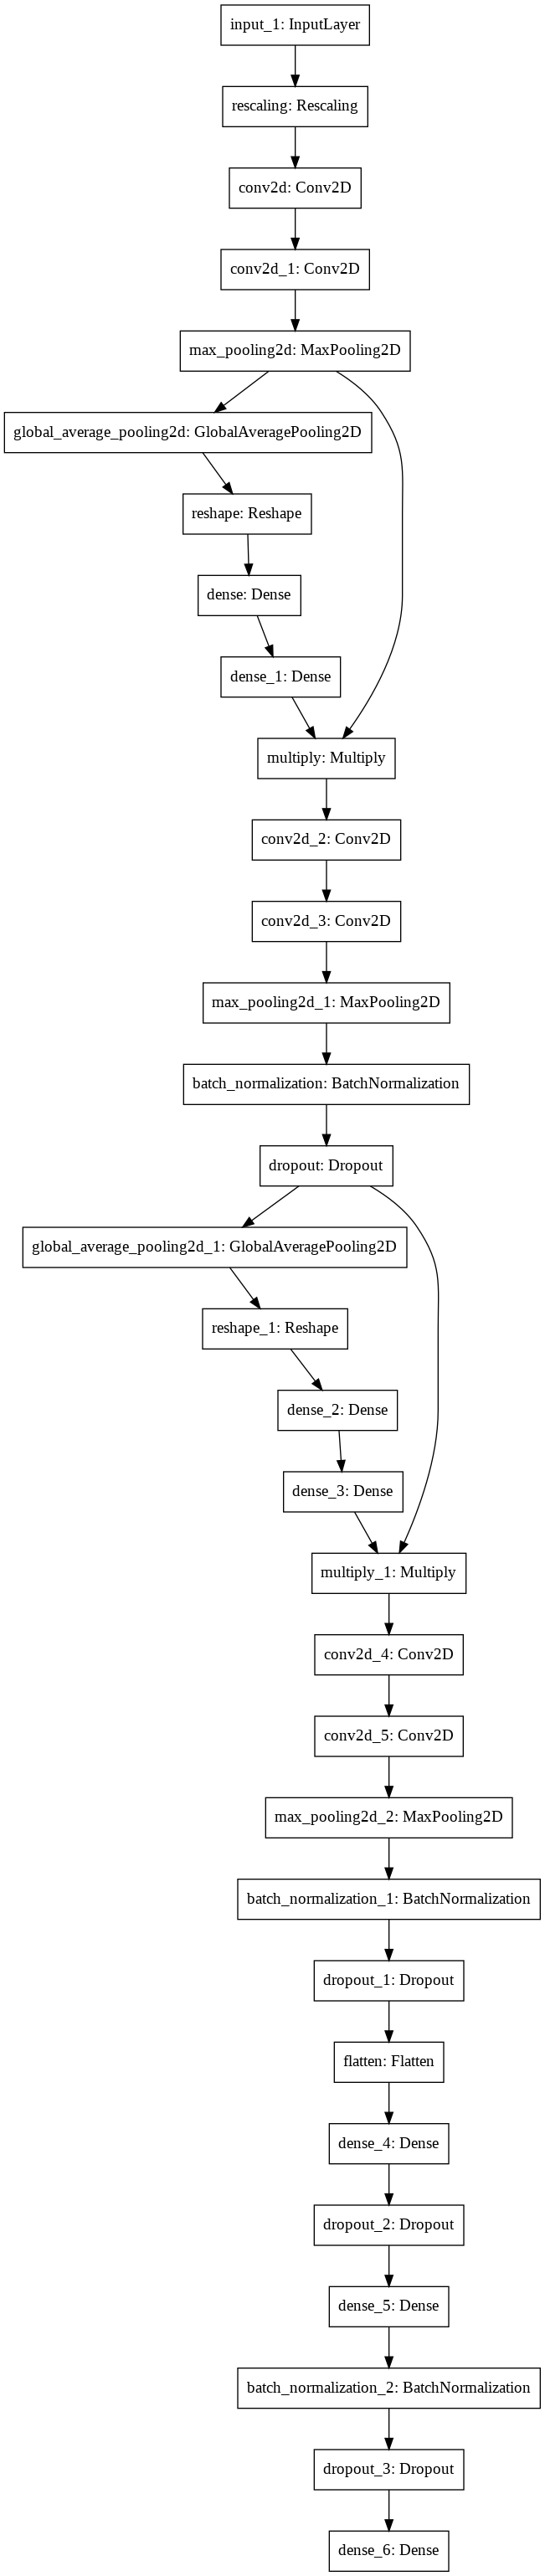 input_1: InputLayer
rescaling: Rescaling
conv2d: Conv2D
conv2d_1: Conv2D
max_pooling2d: MaxPooling2D
global_average_pooling2d: GlobalAveragePooling2D
reshape: Reshape
dense: Dense
dense_1: Dense
multiply: Multiply
conv2d_2: Conv2D
conv2d_3: Conv2D
max_pooling2d_1: MaxPooling2D
batch_normalization: BatchNormalization
dropout: Dropout
global_average_pooling2d_1: GlobalAveragePooling2D
reshape_1: Reshape
dense_2: Dense
dense_3: Dense
multiply_1: Multiply
conv2d_4: Conv2D
conv2d_5: Conv2D
max_pooling2d_2: MaxPooling2D
batch_normalization_1: BatchNormalization
dropout_1: Dropout
flatten: Flatten
dense_4: Dense
dropout_2: Dropout
dense_5: Dense
batch_normalization_2: BatchNormalization
dropout_3: Dropout
dense_6: Dense